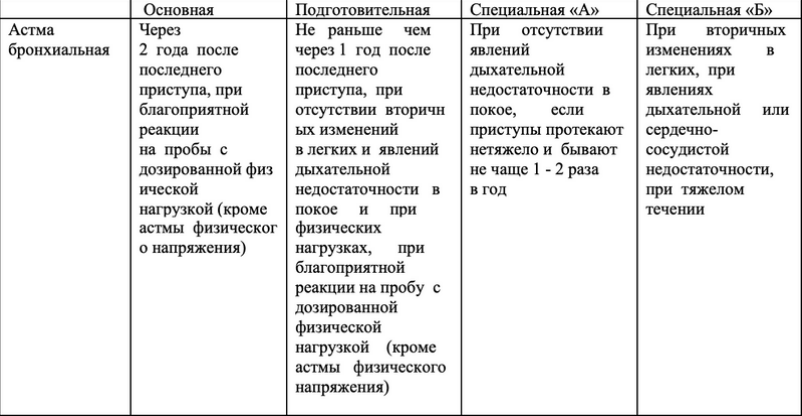 Основная
Подготовительная
Специальная «А»
Специальная «Б»
Астма
бронхиальная
Через
2 года после
последнего
приступа, при
благоприятной
реакции
на пробы с
дозированной физ
ической
нагрузкой (кроме
астмы физическог
о напряжения)
Не раньше чем
через 1 год после
последнего
приступа, при
отсутствии вторичн
ых изменений
в легких и явлений
дыхательной
недостаточности в
покое и при
физических
нагрузках, при
благоприятной
реакции на пробу с
дозированной
физической
нагрузкой (кроме
астмы физического
напряжения)
При отсутствии
явлений
дыхательной
недостаточности в
покое, если
приступы протекают
нетяжело и бывают
не чаще 1 - 2 раза
в год
При вторичных
изменениях в
легких, при
явлениях
дыхательной или
сердечно-
сосудистой
недостаточности,
при тяжелом
течении